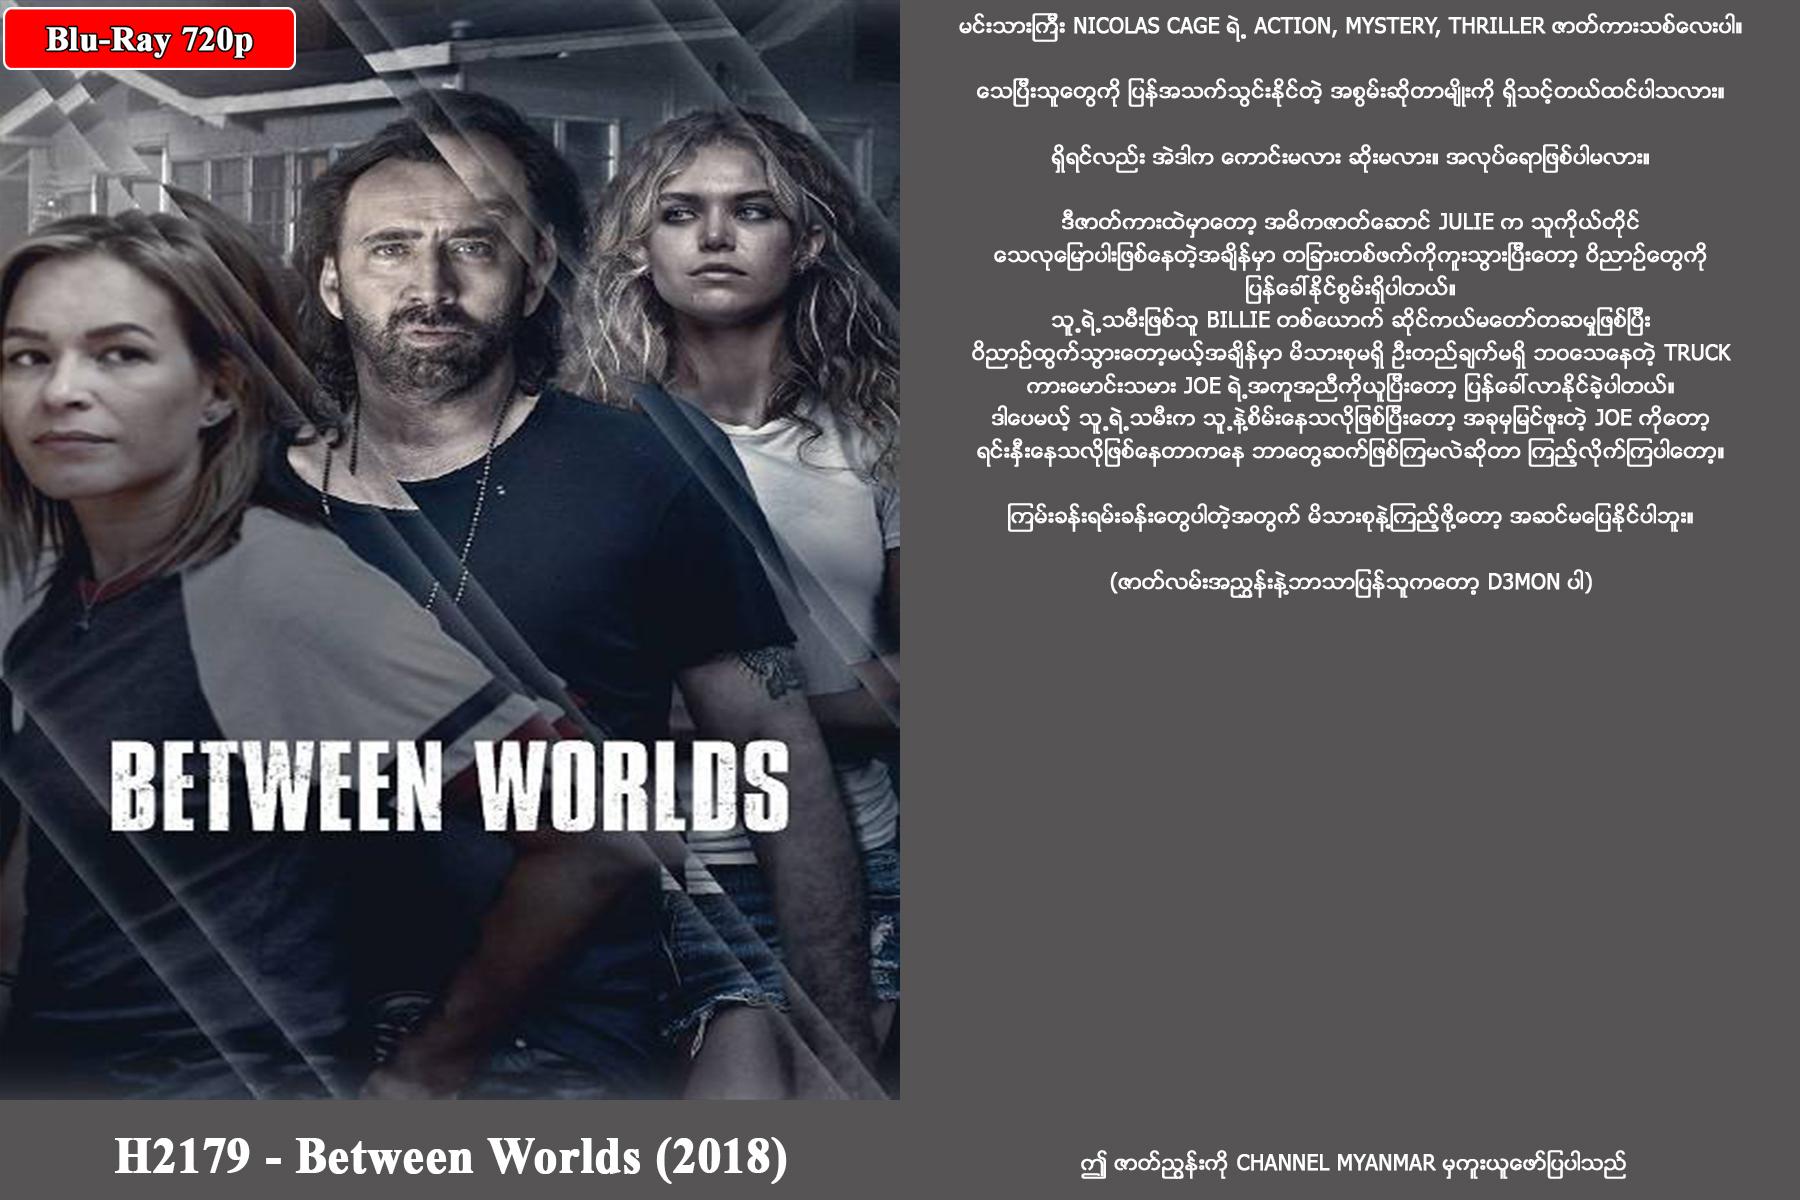 Blu-Ray 720p
BETWEEN WORLDS
H2179 - Between Worlds (2018)
မင်းသားကြီး NICOLAS CAGE ရဲ့ ACTION, MYSTERY, THRILLER ဇာတ်ကားသစ်လေးပါ။
သေပြီးသူတွေကို ပြန်အသက်သွင်းနိုင်တဲ့ အစွမ်းဆိုတာမျိုးကို ရှိသင့်တယ်ထင်ပါသလား။
ရှိရင်လည်း အဲဒါက ကောင်းမလား ဆိုးမလား။ အလုပ်ရောဖြစ်ပါမလား။
ဒီဇာတ်ကားထဲမှာတော့ အဓိကဇာတ်ဆောင် JULIE က သူကိုယ်တိုင်
သေလုမြောပါးဖြစ်နေတဲ့အချိန်မှာ တခြားတစ်ဖက်ကိုကူးသွားပြီးတော့ ဝိညာဉ်တွေကို
ပြန်ခေါ်နိုင်စွမ်းရှိပါတယ်။
သူ့ရဲ့သမီးဖြစ်သူ BILLIE တစ်ယောက် ဆိုင်ကယ်မတော်တဆမှုဖြစ်ပြီး
ဝိညာဉ်ထွက်သွားတော့မယ့်အချိန်မှာ မိသားစုမရှိ ဦးတည်ချက်မရှိ ဘဝသေနေတဲ့ TRUCK
ကားမောင်းသမား JOE ရဲ့အကူအညီကိုယူပြီးတော့ ပြန်ခေါ်လာနိုင်ခဲ့ပါတယ်။
ဒါပေမယ့် သူ့ရဲ့သမီးက သူ့နဲ့စိမ်းနေသလိုဖြစ်ပြီးတော့ အခုမှမြင်ဖူးတဲ့ JOE ကိုတော့
ရင်းနှီးနေသလိုဖြစ်နေတာကနေ ဘာတွေဆက်ဖြစ်ကြမလဲဆိုတာ ကြည့်လိုက်ကြပါတော့။
ကြမ်းခန်းရမ်းခန်းတွေပါတဲ့အတွက် မိသားစုနဲ့ကြည့်ဖို့တော့ အဆင်မပြေနိုင်ပါဘူး။
(ဇာတ်လမ်းအညွှန်းနဲ့ဘာသာပြန်သူကတော့ D3MON ပါ)
ဤ ဇာတ်ညွှန်းကို CHANNEL MYANMAR မှကူးယူဖော်ပြပါသည်